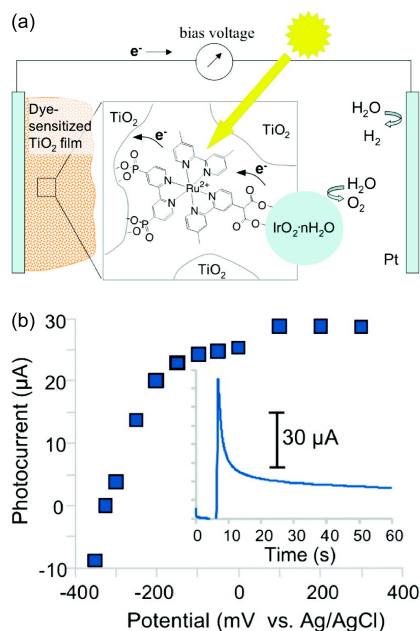 (a)
bias voltage
e-
Dye-
sensitized
TiO2 film
TiO2
e-
TiO2
e-
Ru2+
P
O
O-
O-
P
O
O-
O-
N
N
N
N
N
N
O
O
O
O
TiO2
IrO2·nH2O
H2O
H2
H2O
O2
Pt
(b)
Photocurrent (µA)
30
20
10
0
-10
30 µA
0 10 20 30 40 50 60
Time (s)
-400 -200 0 200 400
Potential (mV vs. Ag/AgCl)